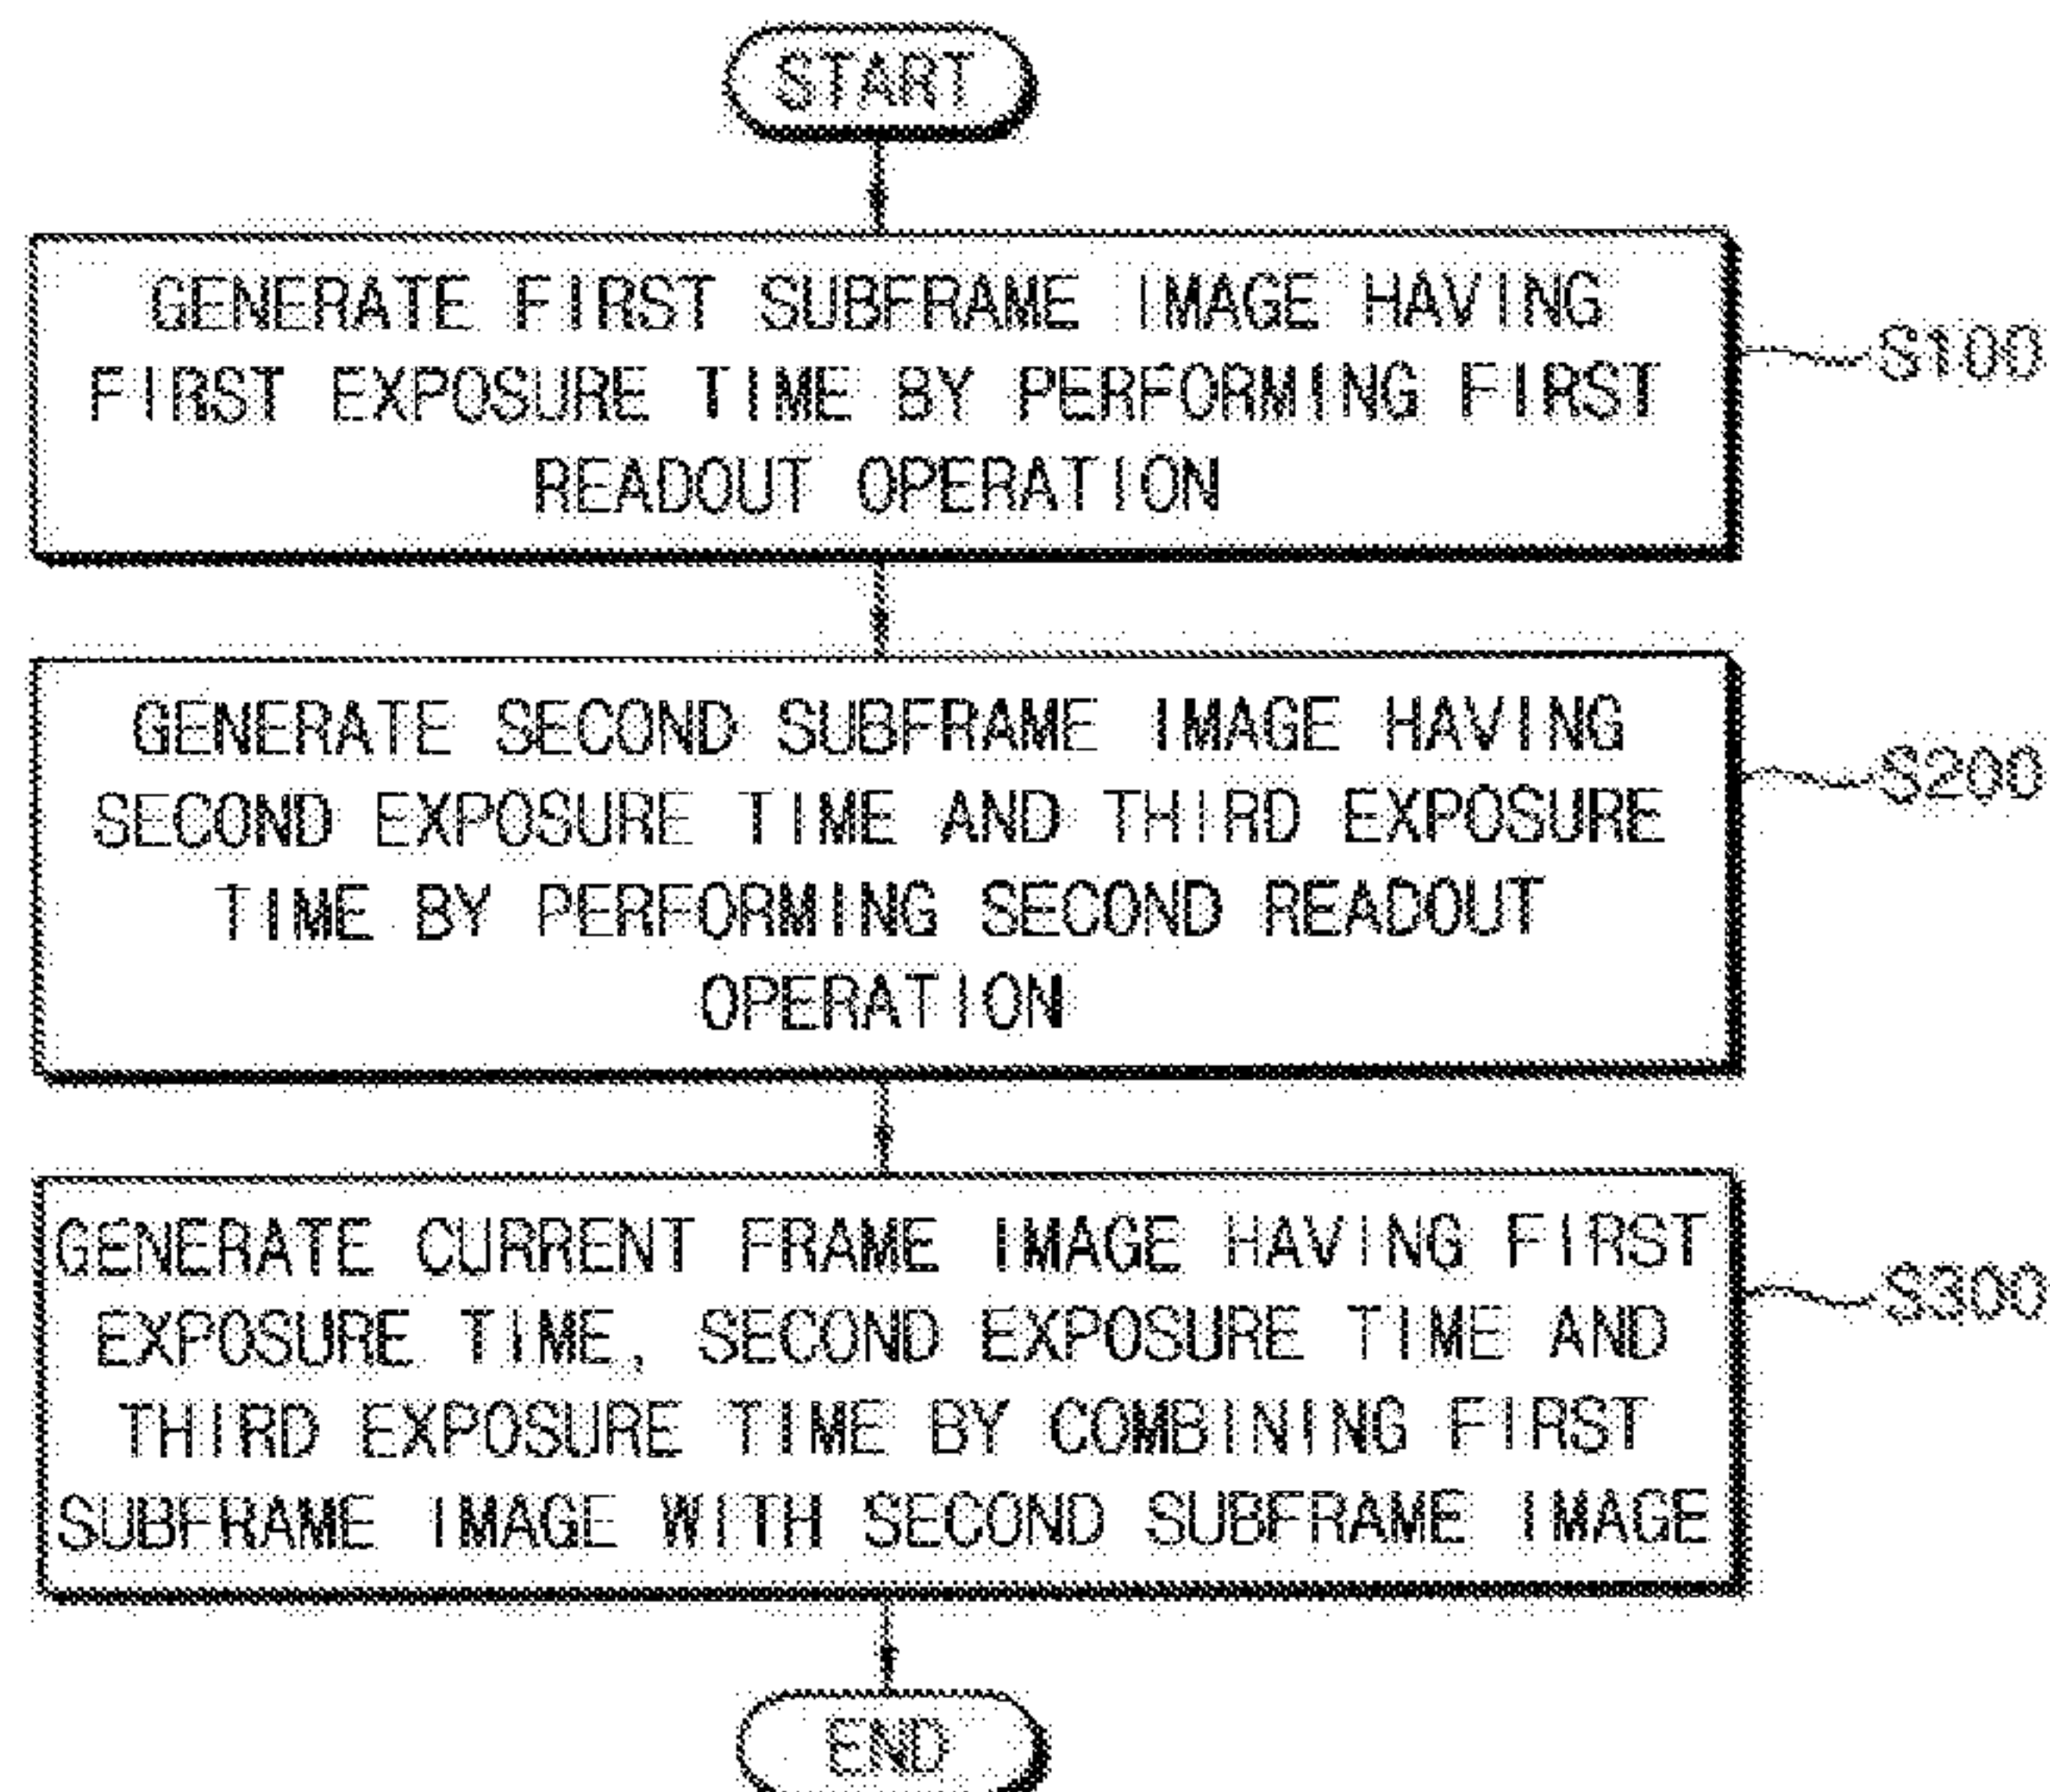 START
GENERATE FIRST SUBFRAME IMAGE HAVING
FIRST EXPOSURE TIME BY PERFORMING FIRST
READOUT OPERATION
S100
GENERATE SECOND SUBFRAME IMAGE HAVING
SECOND EXPOSURE TIME AND THIRD EXPOSURE
TIME BY PERFORMING SECOND READOUT
OPERATION
S200
GENERATE CURRENT FRAME IMAGE HAVING FIRST
EXPOSURE TIME, SECOND EXPOSURE TIME AND
THIRD EXPOSURE TIME BY COMBINING FIRST
SUBFRAME IMAGE WITH SECOND SUBFRAME IMAGE
S300
END